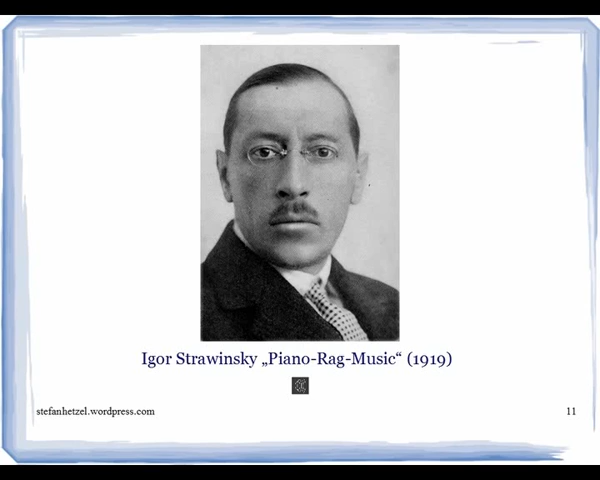 Igor Strawinsky „Piano-Rag-Music“ (1919)
stefanhetzel.wordpress.com
11